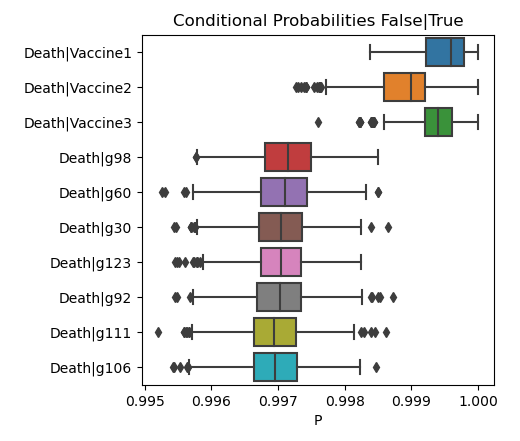 Conditional Probabilities False|True
Death|Vaccine1
Death|Vaccine2
Death|Vaccine3
Death|g98
Death|g60
Death|g30
Death|g123
Death|g92
Death|g111
Death|g106
0.995 0.996 0.997 0.998 0.999 1.000
P